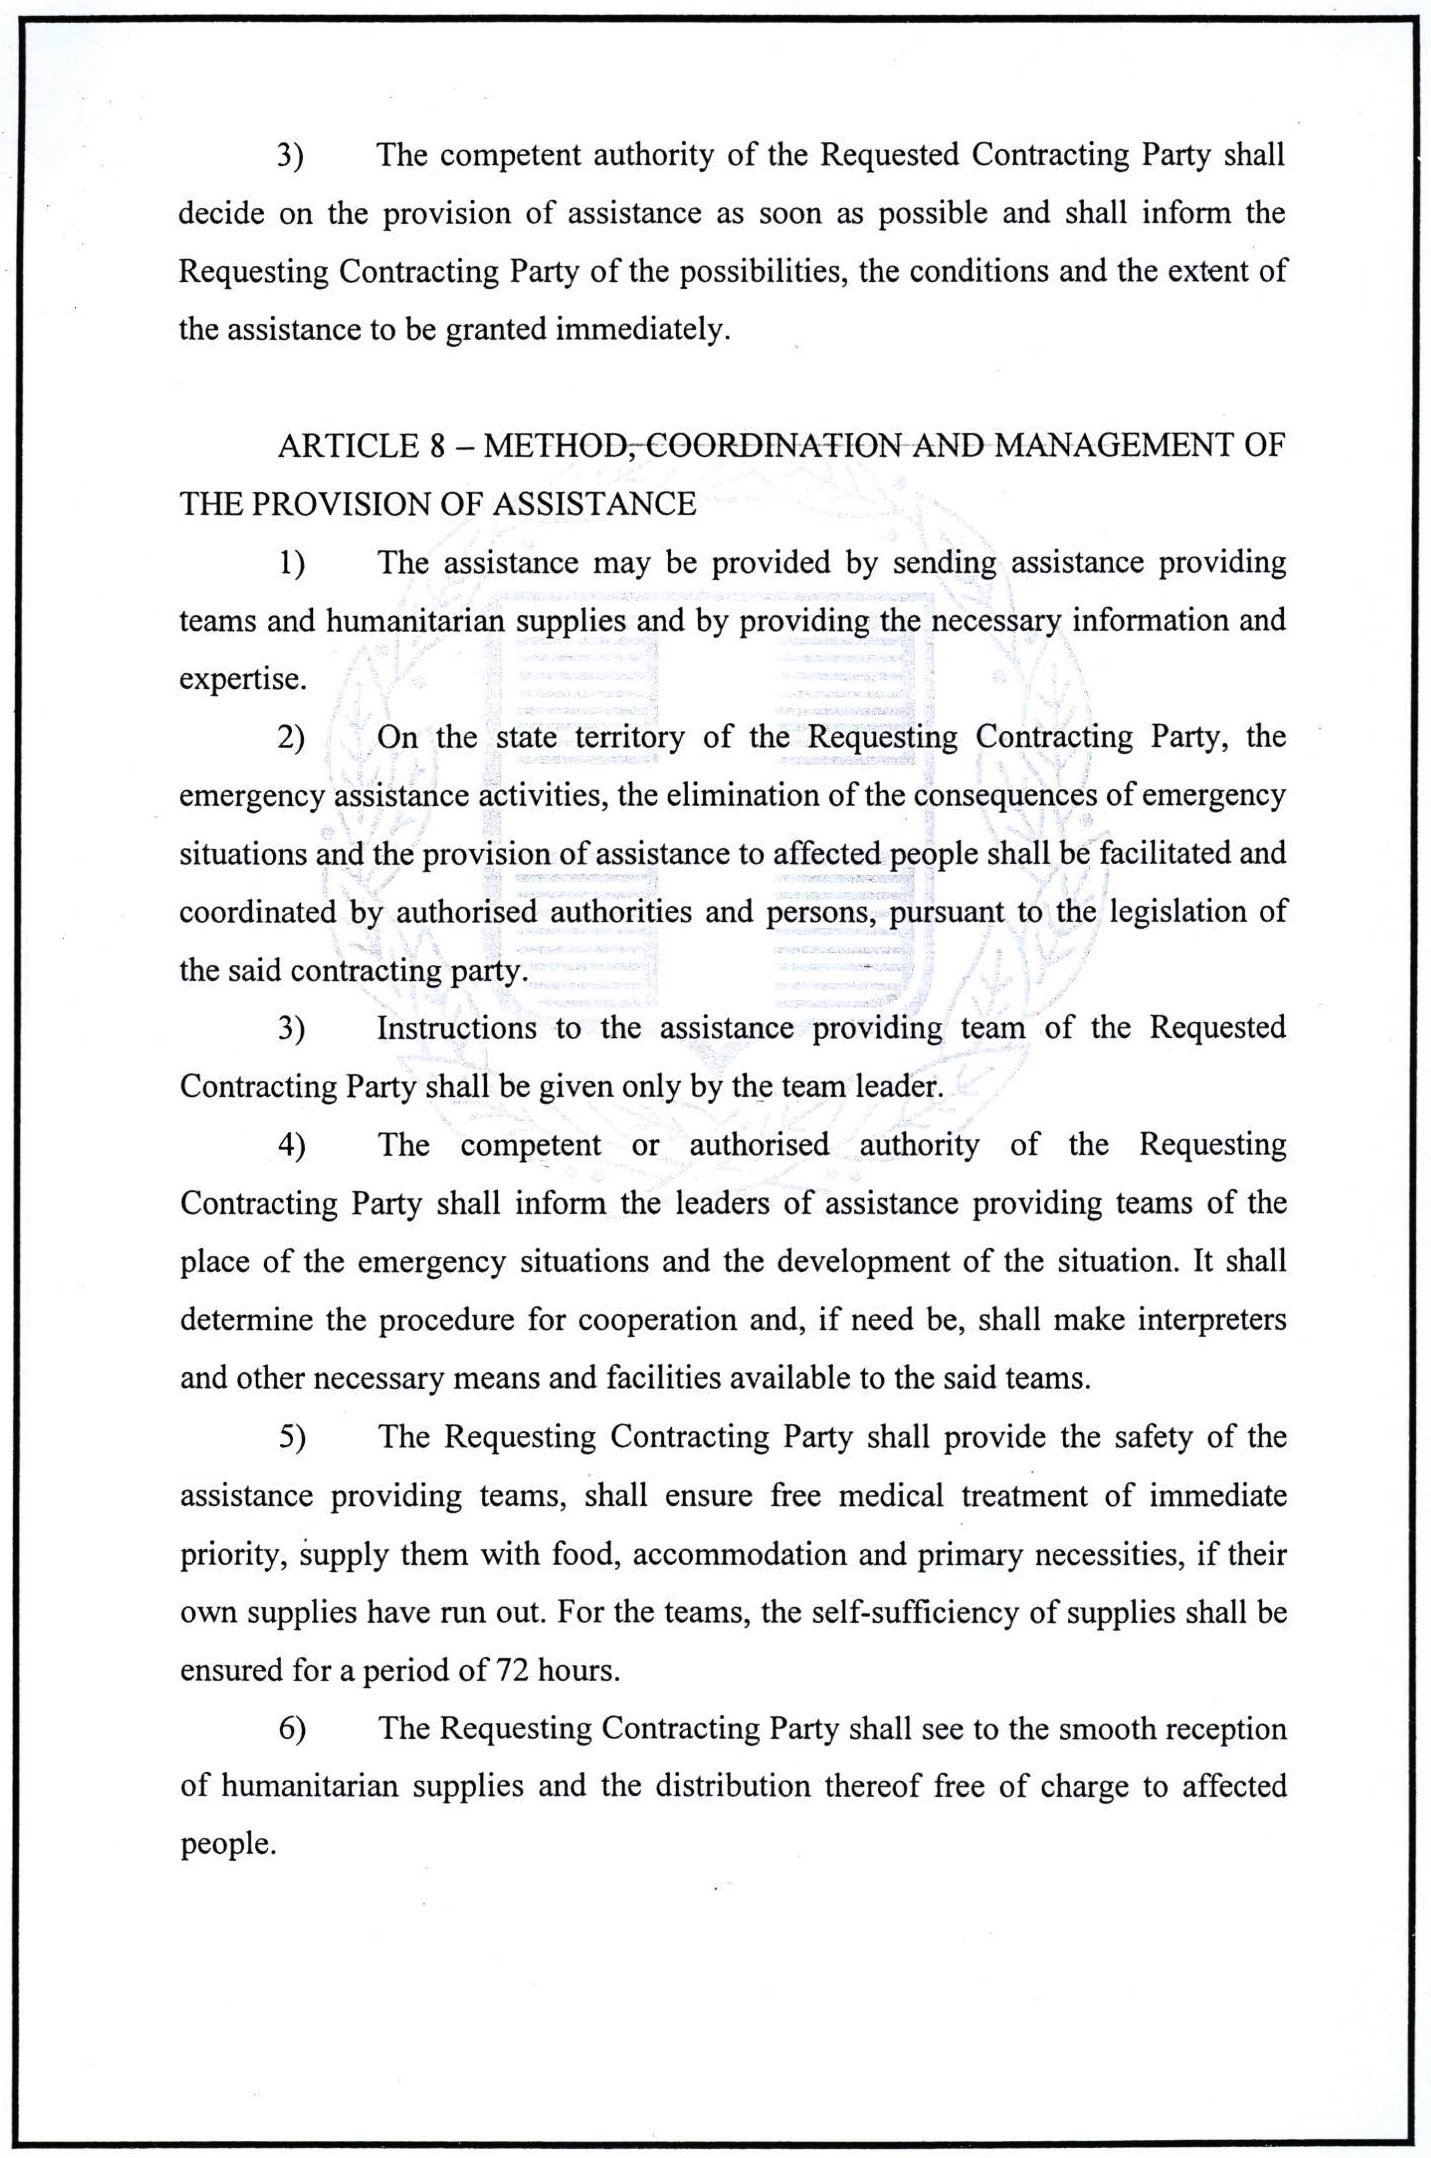 3) The competent authority of the Requested Contracting Party shall
decide on the provision of assistance as soon as possible and shall inform the
Requesting Contracting Party of the possibilities, the conditions and the extent of
the assistance to be granted immediately.
ARTICLE 8 – METHOD, COORDINATION AND MANAGEMENT OF
THE PROVISION OF ASSISTANCE
1) The assistance may be provided by sending assistance providing
teams and humanitarian supplies and by providing the necessary information and
expertise.
2) On the state territory of the Requesting Contracting Party, the
emergency assistance activities, the elimination of the consequences of emergency
situations and the provision of assistance to affected people shall be facilitated and
coordinated by authorised authorities and persons, pursuant to the legislation of
the said contracting party.
3) Instructions to the assistance providing team of the Requested
Contracting Party shall be given only by the team leader.
4) The competent or authorised authority of the Requesting
Contracting Party shall inform the leaders of assistance providing teams of the
place of the emergency situations and the development of the situation. It shall
determine the procedure for cooperation and, if need be, shall make interpreters
and other necessary means and facilities available to the said teams.
5) The Requesting Contracting Party shall provide the safety of the
assistance providing teams, shall ensure free medical treatment of immediate
priority, supply them with food, accommodation and primary necessities, if their
own supplies have run out. For the teams, the self-sufficiency of supplies shall be
ensured for a period of 72 hours.
6) The Requesting Contracting Party shall see to the smooth reception
of humanitarian supplies and the distribution thereof free of charge to affected
people.